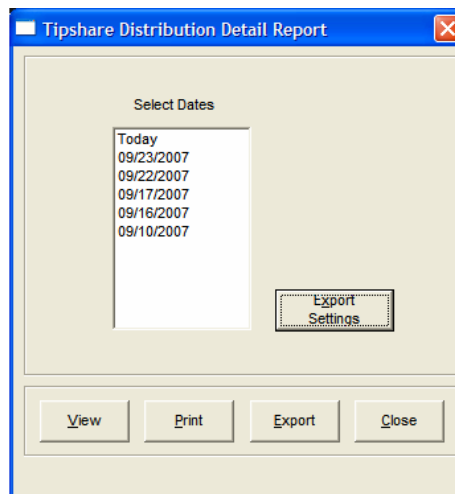 Tipshare Distribution Detail Report
Select Dates
Today
09/23/2007
09/22/2007
09/17/2007
09/16/2007
09/10/2007
Export
Settings
View Print Export Close